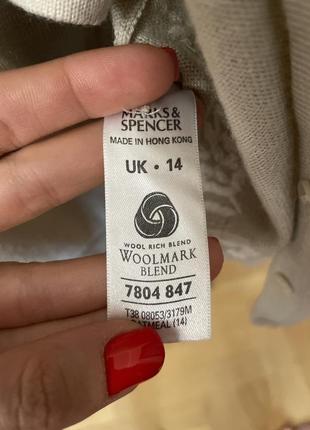 MARKS &
SPENCER
MADE IN HONG KONG
UK • 14
WOOL RICH BLEND
WOOLMARK
BLEND
7804 847
T38 08053/3179M
OATMEAL (14)